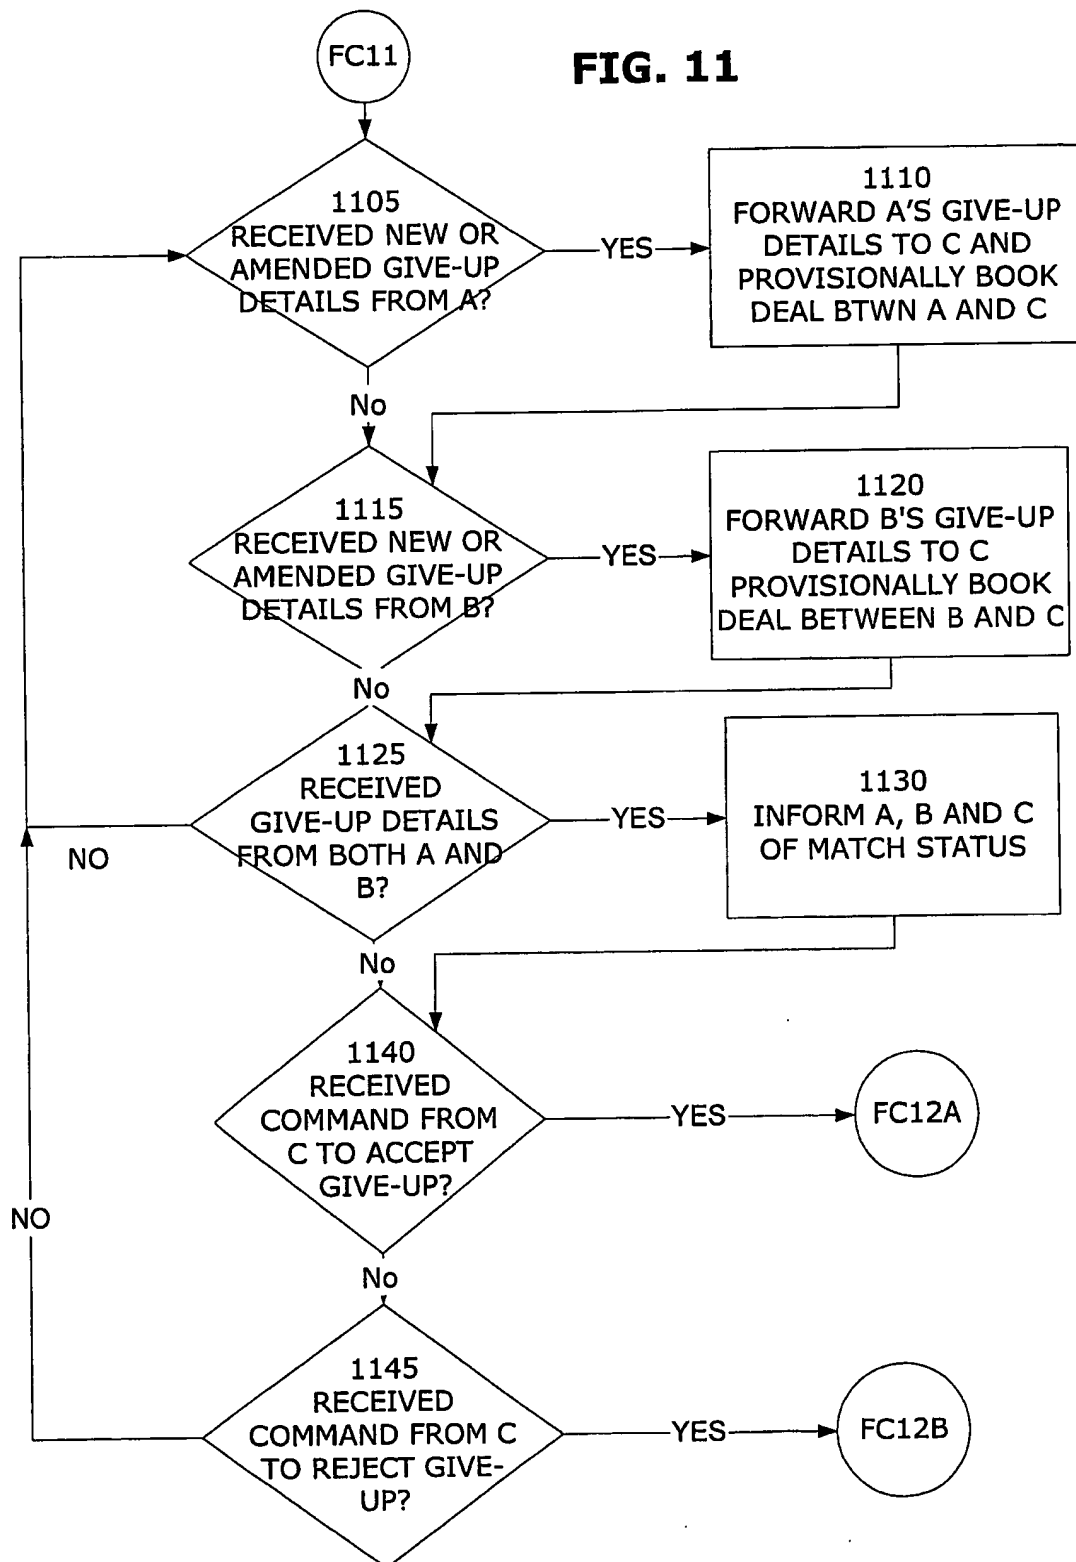 FC11
FIG. 11
1105
RECEIVED NEW OR
AMENDED GIVE-UP
DETAILS FROM A?
YES
1110
FORWARD A'S GIVE-UP
DETAILS TO C AND
PROVISIONALLY BOOK
DEAL BTWN A AND C
No
1115
RECEIVED NEW OR
AMENDED GIVE-UP
DETAILS FROM B?
YES
1120
FORWARD B'S GIVE-UP
DETAILS TO C
PROVISIONALLY BOOK
DEAL BETWEEN B AND C
No
1125
RECEIVED
GIVE-UP DETAILS
FROM BOTH A AND
B?
YES
1130
INFORM A, B AND C
OF MATCH STATUS
NO
No
1140
RECEIVED
COMMAND FROM
C TO ACCEPT
GIVE-UP?
YES
FC12A
NO
No
1145
RECEIVED
COMMAND FROM C
TO REJECT GIVE-
UP?
YES
FC12B